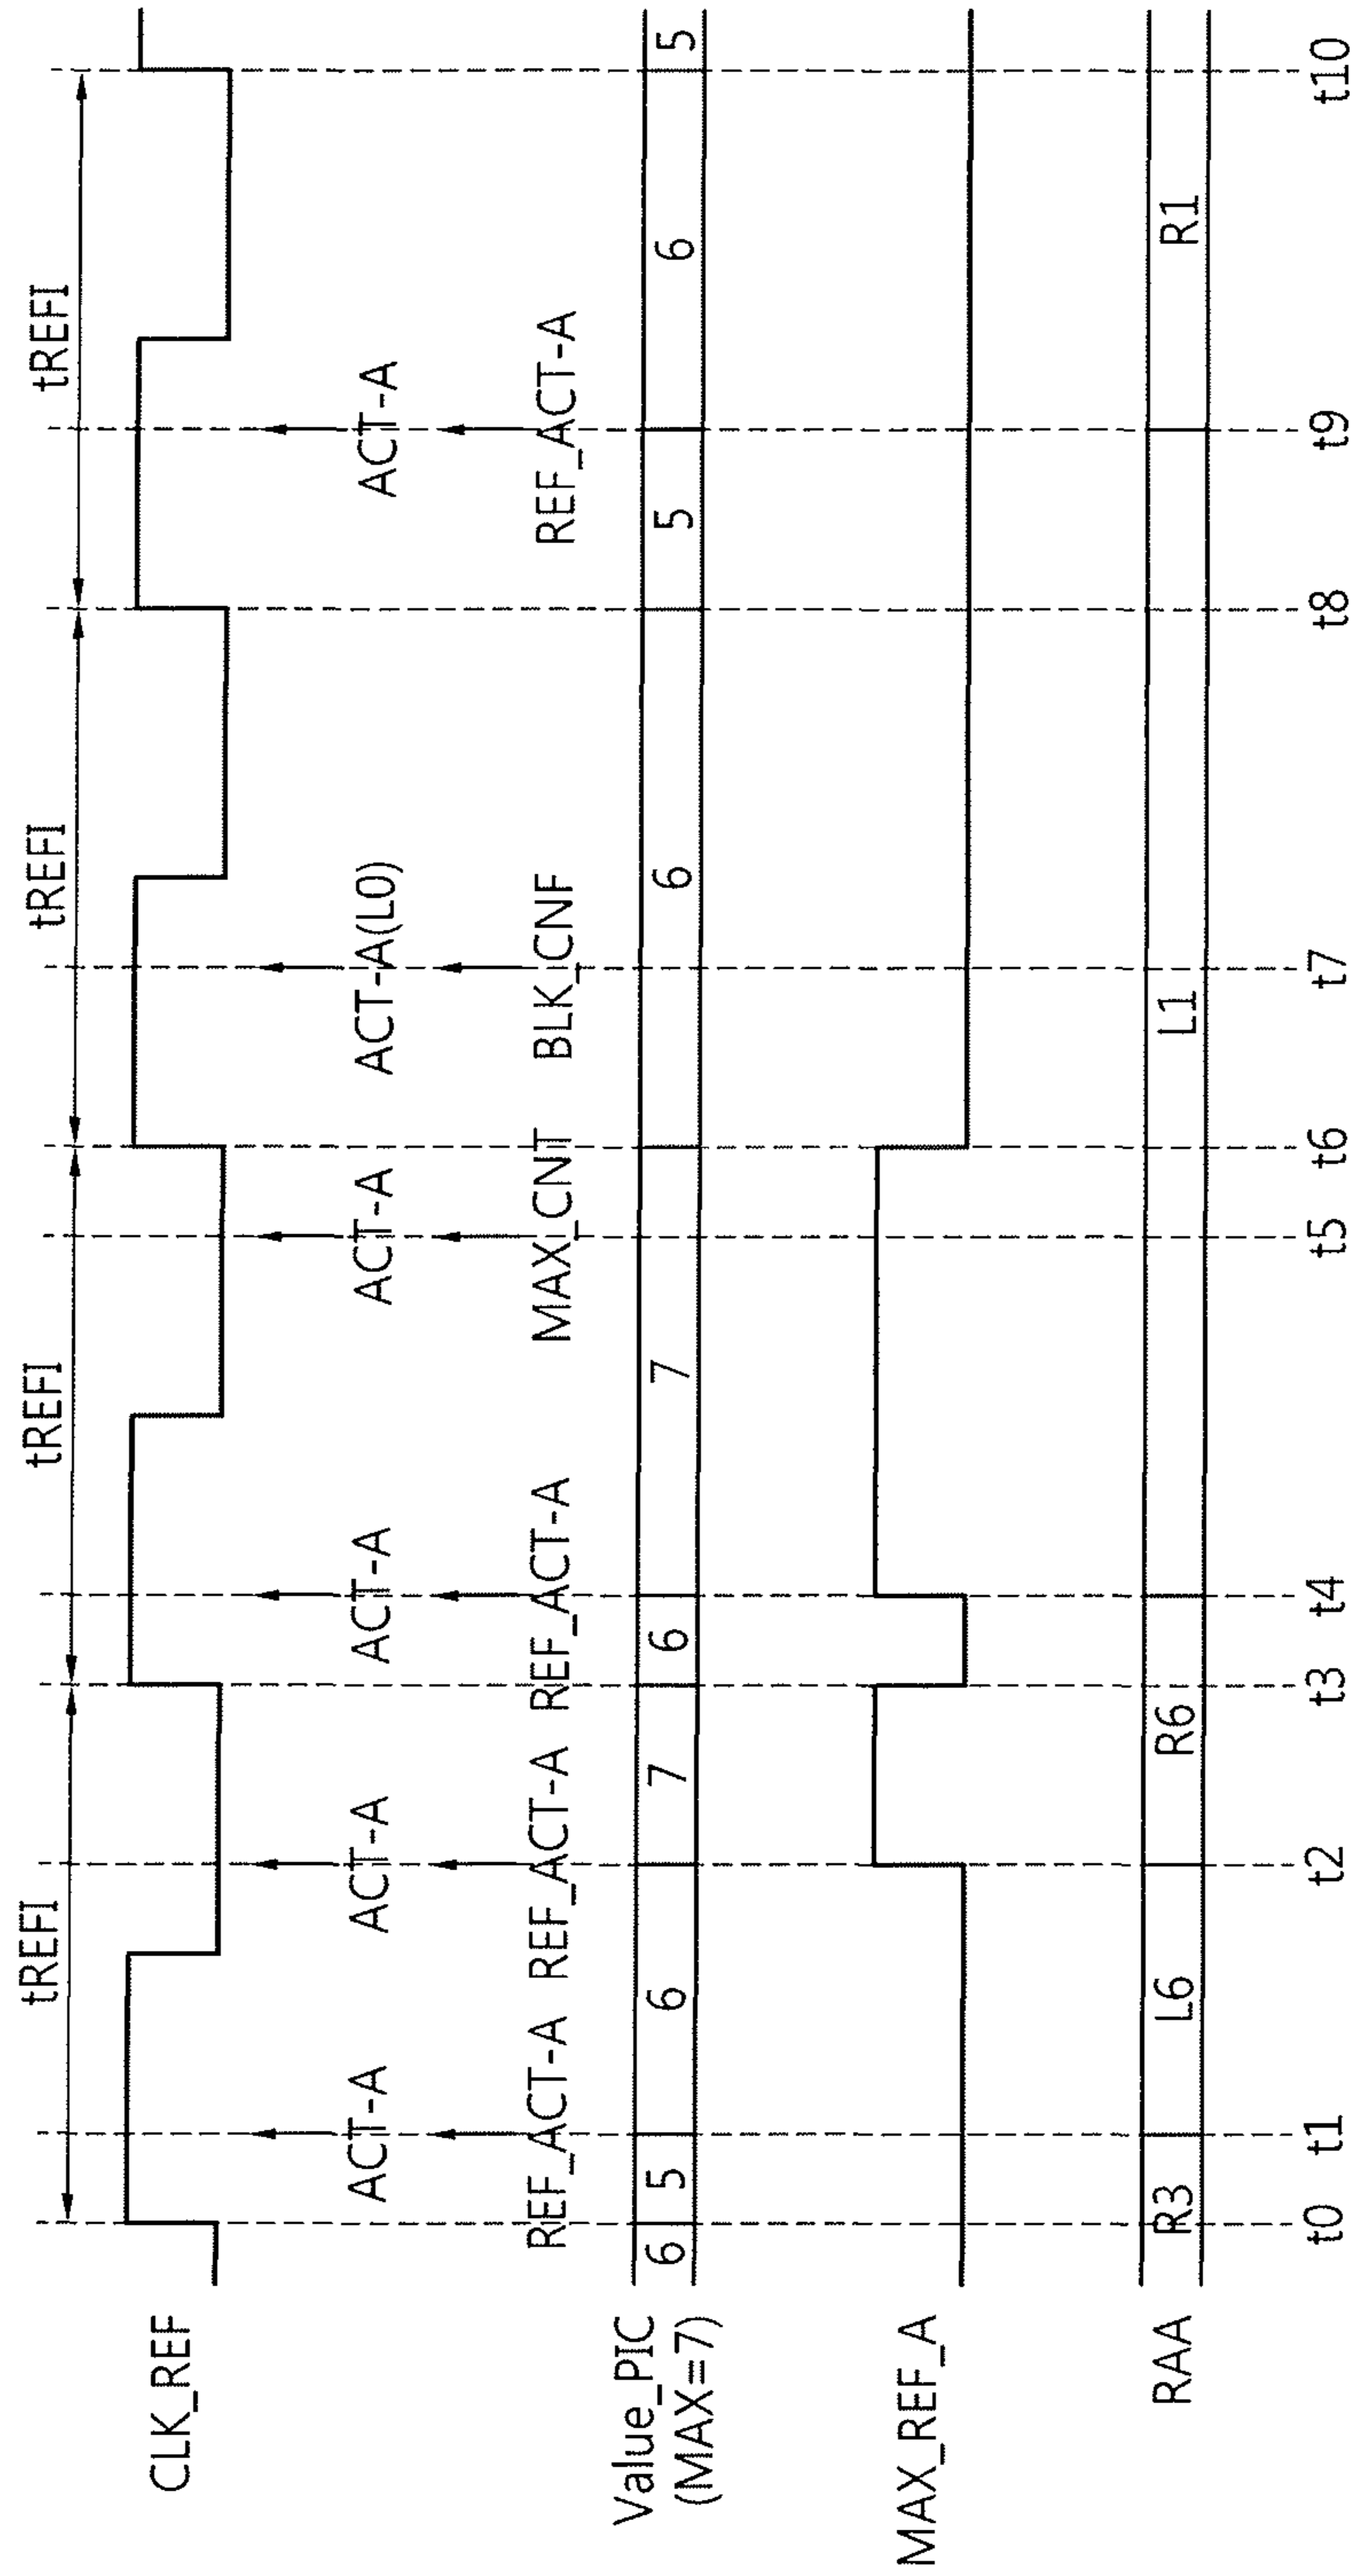 tREFI tREFI tREFI tREFI tREFI
CLK_REF
ACT-A ACT-A ACT-A ACT-A ACT-A(L0) ACT-A
REF_ACT-A REF_ACT-A REF_ACT-A MAX_CNT BLK_CNF REF_ACT-A
Value_PIC 6 5 6 7 6 7 6 5 6 5
(MAX=7)
MAX_REF_A
RAA R3 L6 R6 L1 R1
t0 t1 t2 t3 t4 t5 t6 t7 t8 t9 t10